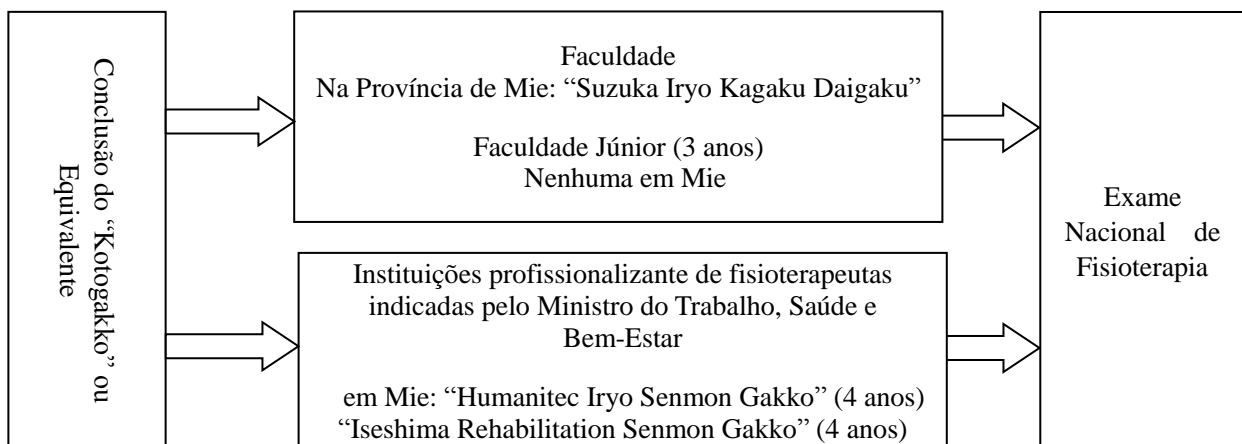 Conclusão do “Kotogakko” ou
Equivalente
Faculdade
Na Província de Mie: “Suzuka Iryo Kagaku Daigaku”
Faculdade Júnior (3 anos)
Nenhuma em Mie
Instituições profissionalizante de fisioterapeutas
indicadas pelo Ministro do Trabalho, Saúde e
Bem-Estar
em Mie: “Humanitec Iryo Senmon Gakko” (4 anos)
“Iseshima Rehabilitation Senmon Gakko” (4 anos)
Exame
Nacional de
Fisioterapia